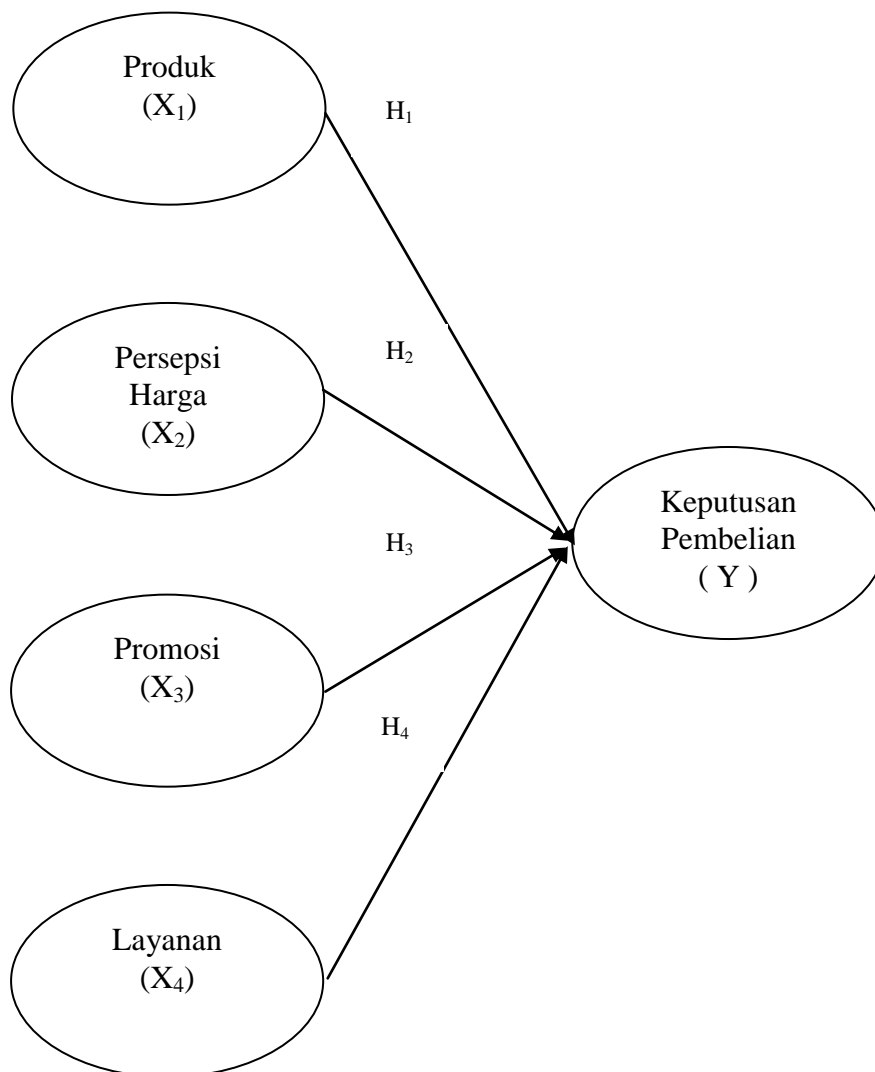 Produk
(X₁)
H₁
Persepsi
Harga
(X₂)
H₂
Keputusan
Pembelian
( Y )
H₃
Promosi
(X₃)
H₄
Layanan
(X₄)